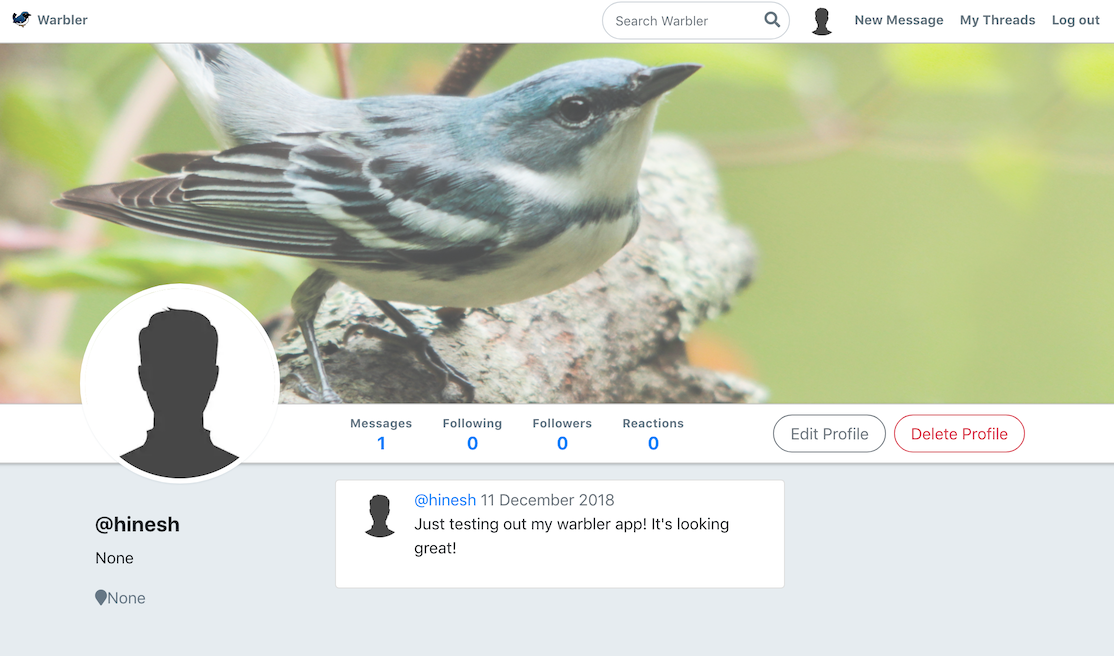 Warbler
Search Warbler
New Message
My Threads
Log out
Messages
1
Following
0
Followers
0
Reactions
0
Edit Profile
Delete Profile
@hinesh
None
None
@hinesh 11 December 2018
Just testing out my warbler app! It's looking
great!